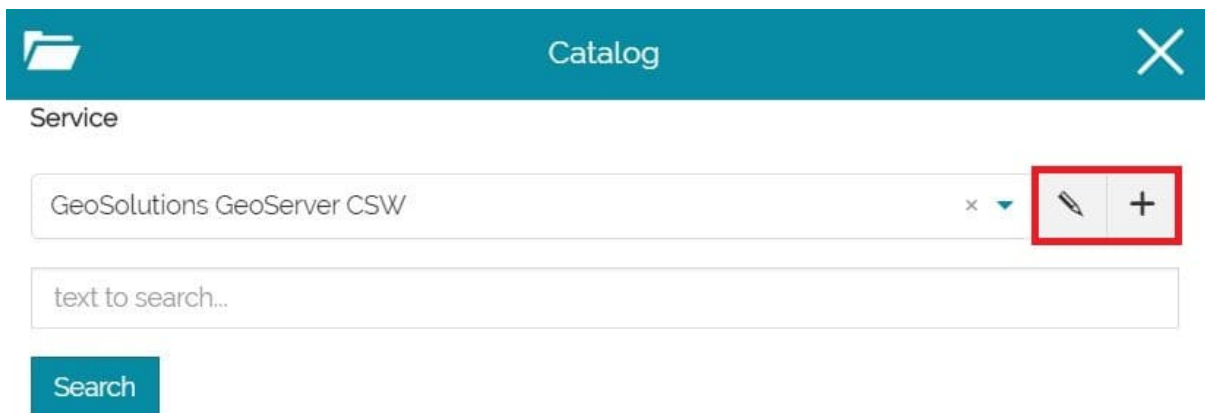 Catalog
Service
GeoSolutions GeoServer CSW
text to search...
Search